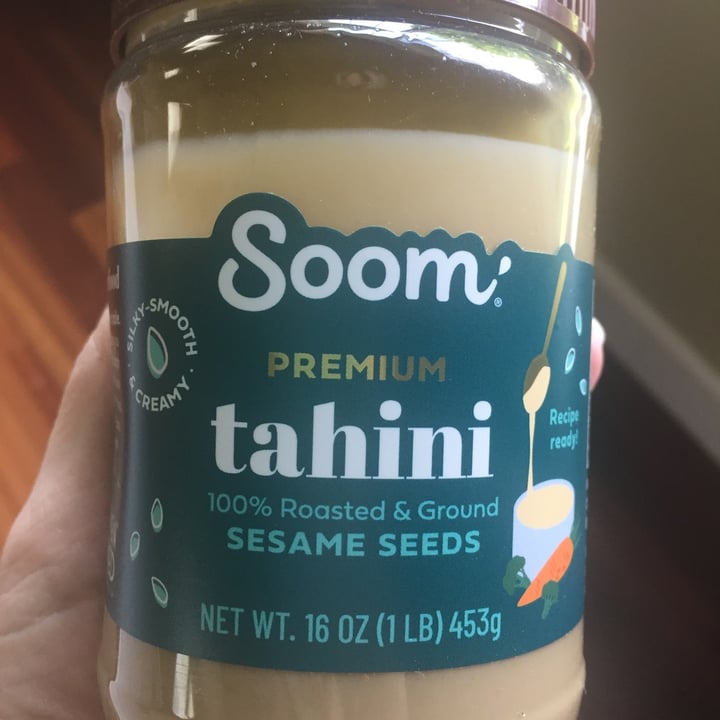 Soom®
PREMIUM
tahini
100% Roasted & Ground
SESAME SEEDS
NET WT. 16 OZ (1 LB) 453g
SILKY-SMOOTH
& CREAMY
Recipe
ready!